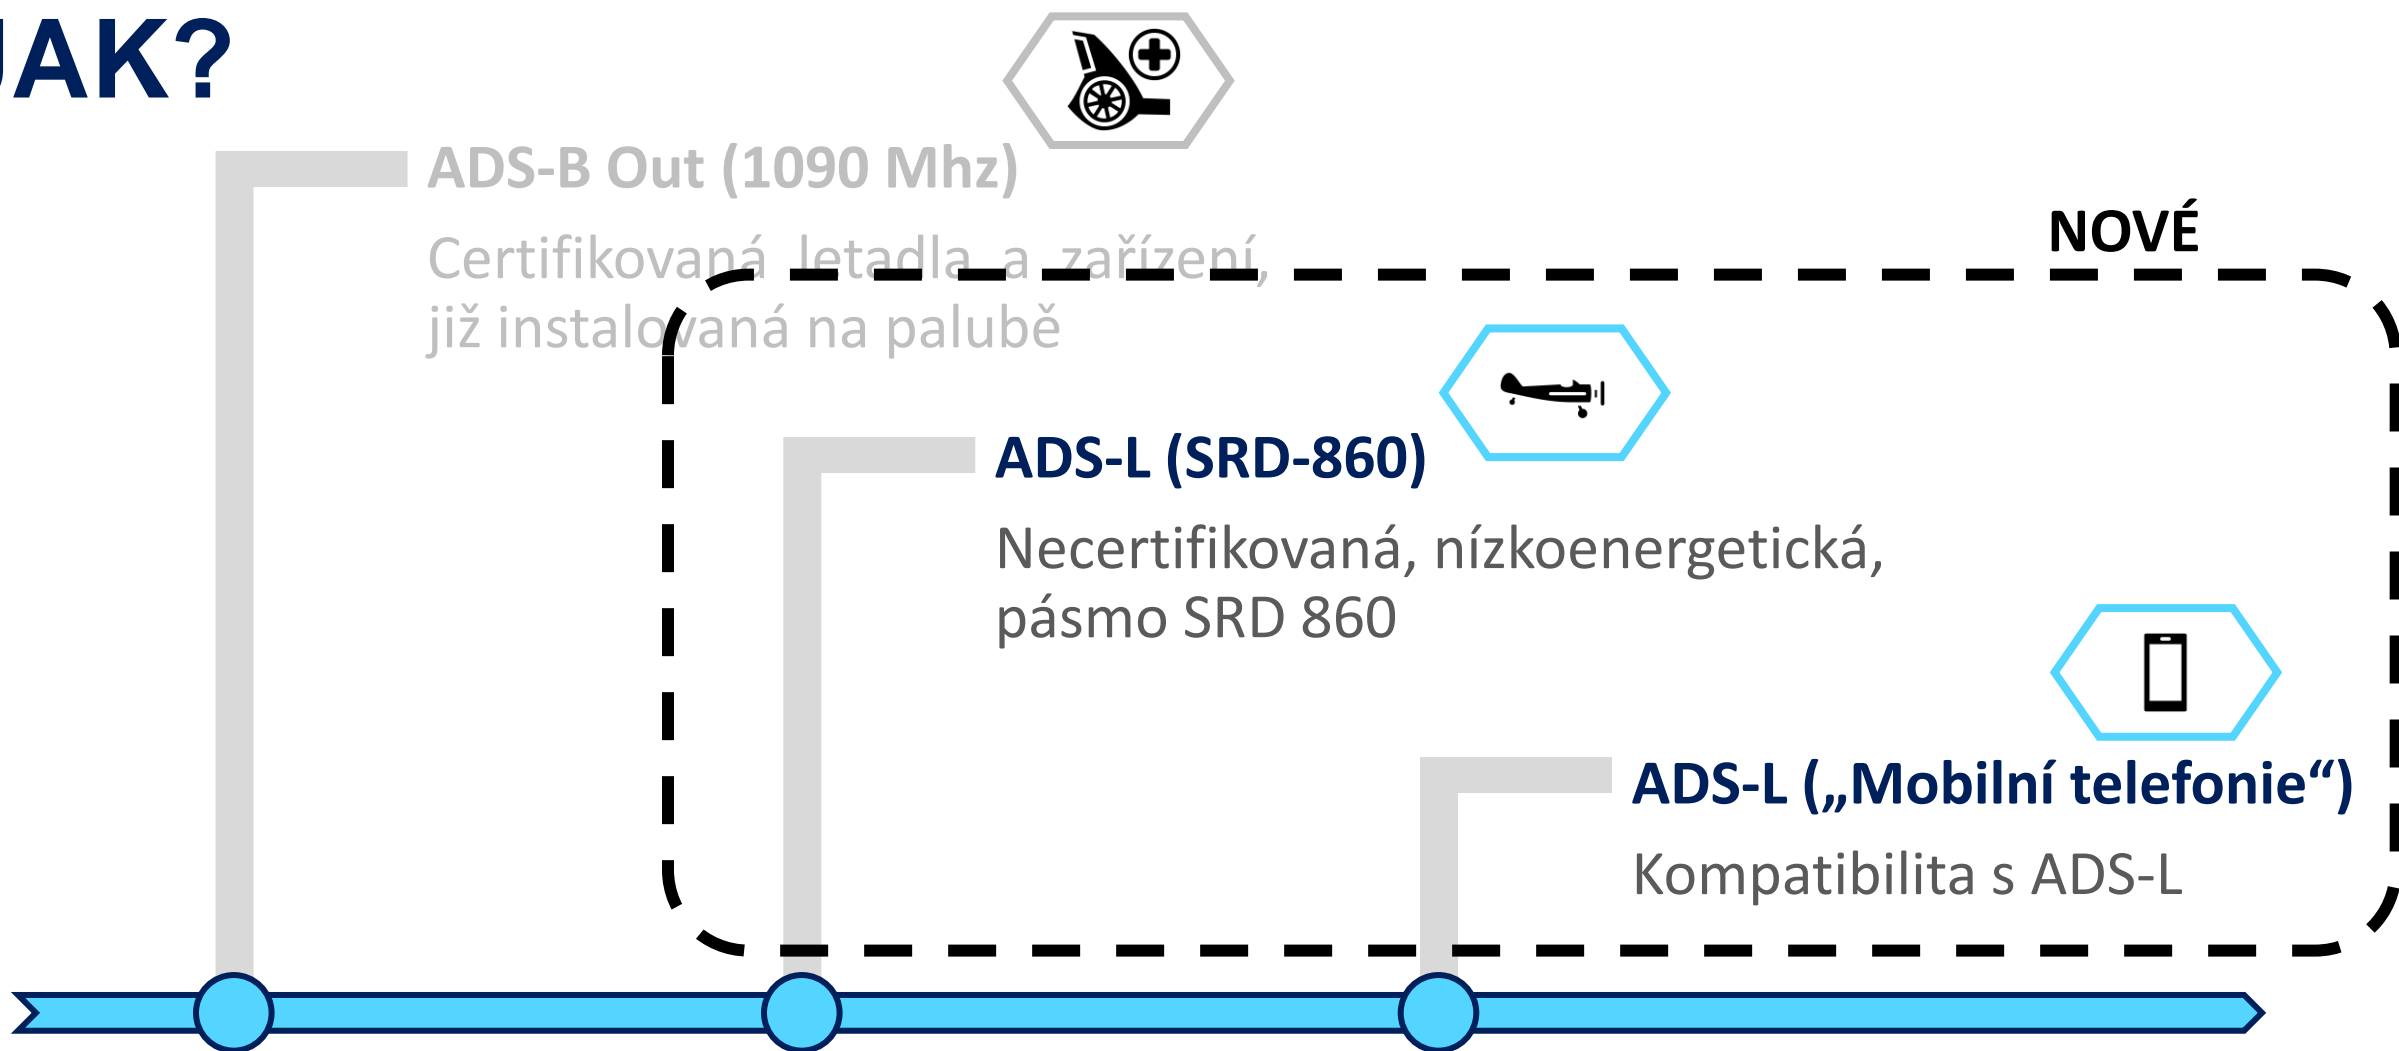 JAK?
ADS-B Out (1090 Mhz)
Certifikovaná letadla a zařízení,
již instalovaná na palubě
NOVÉ
ADS-L (SRD-860)
Necertifikovaná, nízkoenergetická,
pásmo SRD 860
ADS-L („Mobilní telefonie“)
Kompatibilita s ADS-L